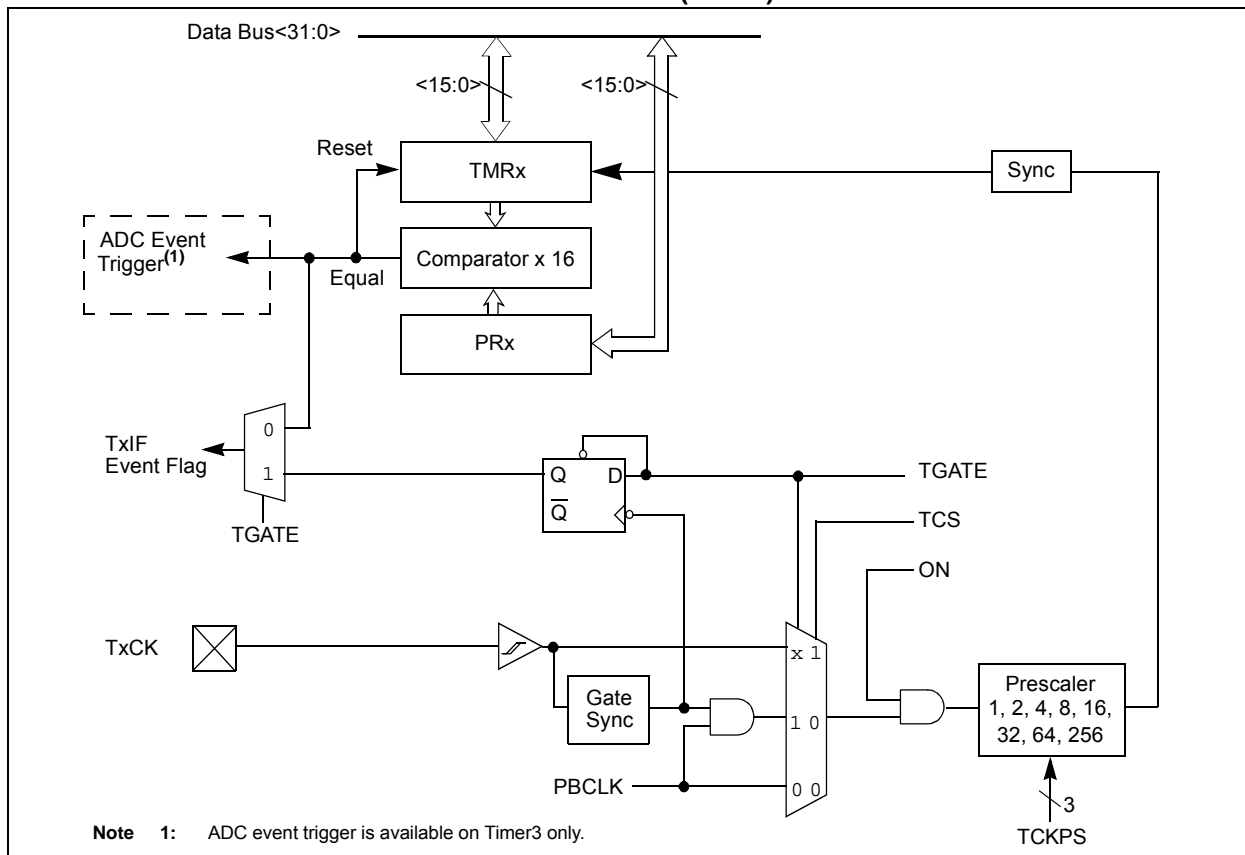 Data Bus<31:0>
<15:0>
<15:0>
Reset
TMRx
Sync
ADC Event
Trigger(1)
Equal
Comparator x 16
PRx
TxIF
Event Flag
0
1
TGATE
Q
D
Q
TGATE
TCS
ON
TxCK
Gate
Sync
x 1
1 0
0 0
PBCLK
Prescaler
1, 2, 4, 8, 16,
32, 64, 256
3
TCKPS
Note 1: ADC event trigger is available on Timer3 only.